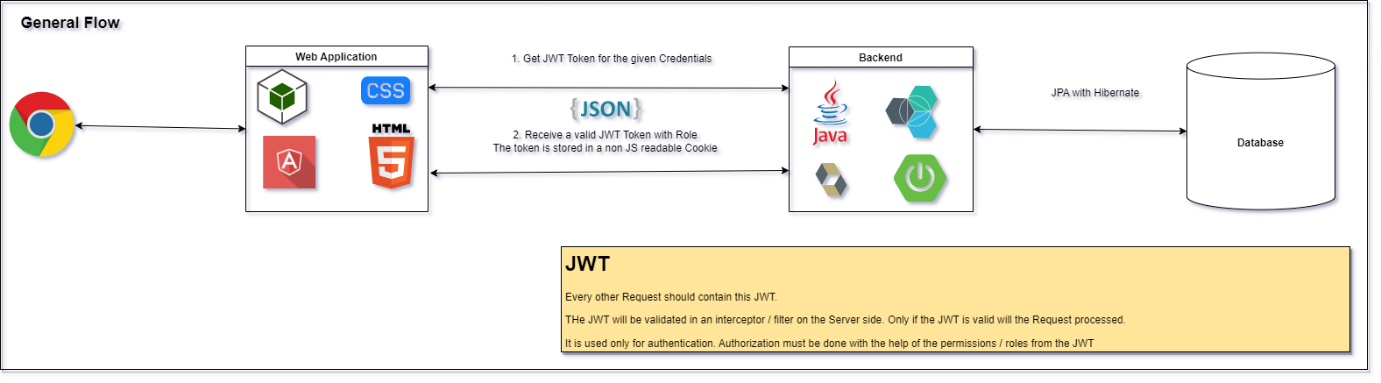 General Flow
Web Application
CSS
HTML
5
A
1. Get JWT Token for the given Credentials
{JSON}
2. Receive a valid JWT Token with Role
The token is stored in a non JS readable Cookie
Backend
Java
JPA with Hibernate
Database
JWT
Every other Request should contain this JWT.
THe JWT will be validated in an interceptor / filter on the Server side. Only if the JWT is valid will the Request processed.
It is used only for authentication. Authorization must be done with the help of the permissions / roles from the JWT